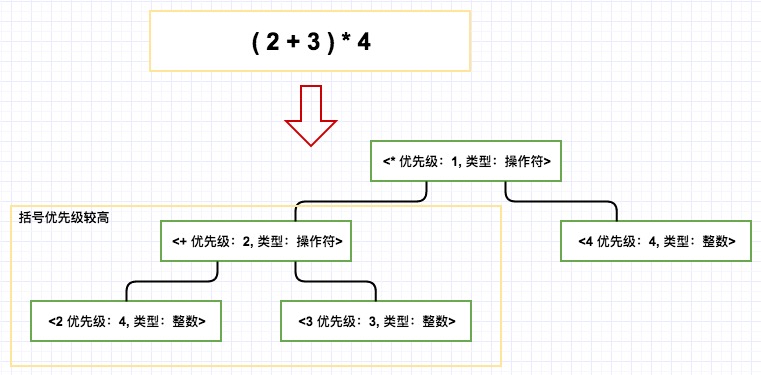 ( 2 + 3 ) * 4
<* 优先级：1, 类型：操作符>
括号优先级较高
<+ 优先级：2, 类型：操作符>
<4 优先级：4, 类型：整数>
<2 优先级：4, 类型：整数>
<3 优先级：3, 类型：整数>